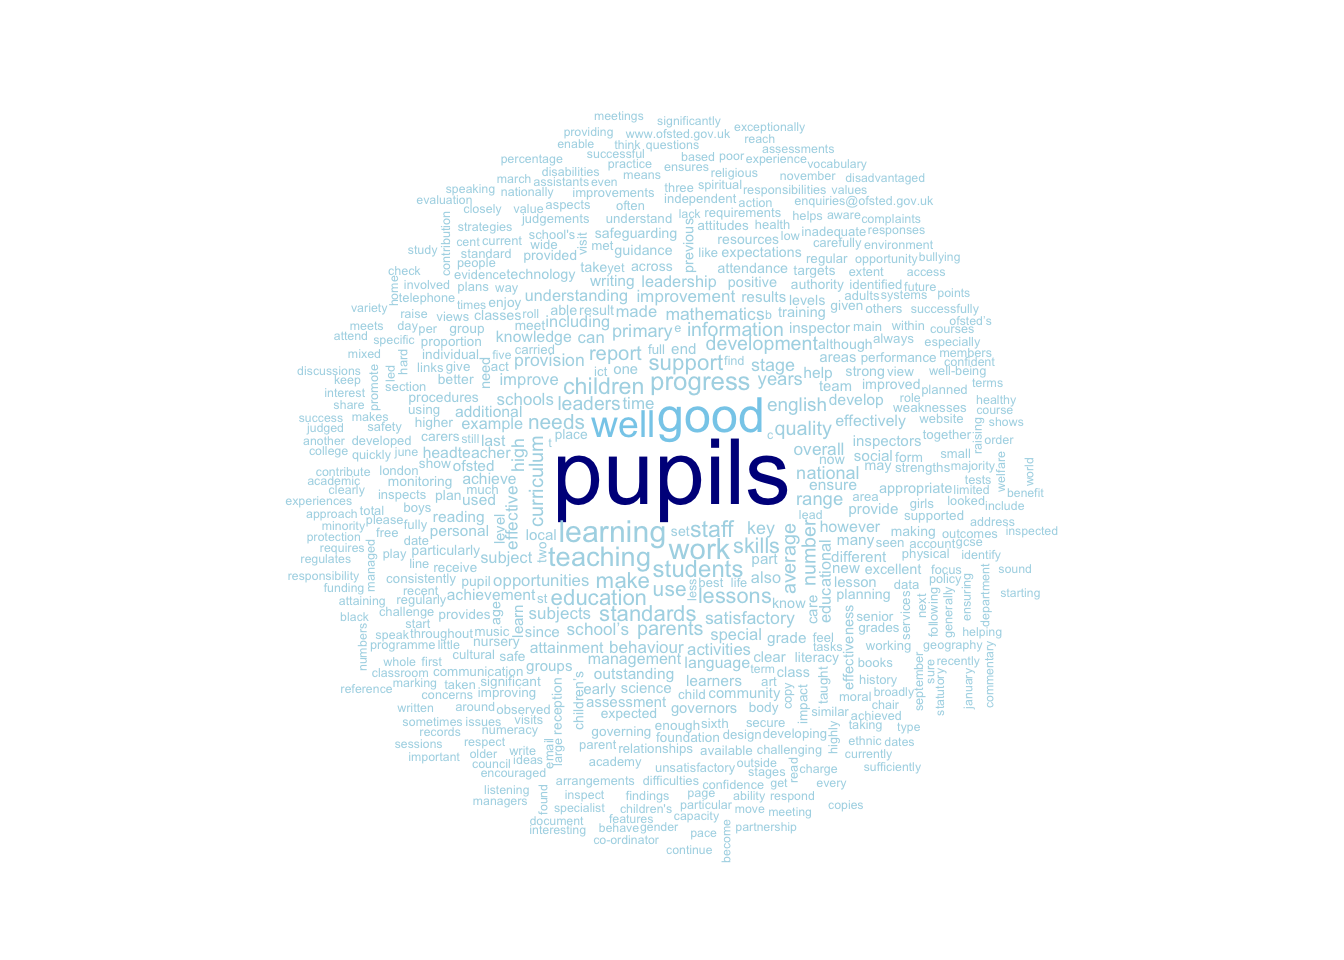 meetings significantly
providing www.ofsted.gov.uk exceptionally
enable think questions reach
percentage successful based poor experience assessments
disabilities practice means ensures religious vocabulary
march assistants even three spiritual november disadvantaged
speaking nationally improvements independent responsibilities values
evaluation closely value aspects often lack requirements action helps aware enquiries@ofsted.gov.uk
contribution strategies judgements understand previous attitudes health complaints
study cent current school's visit safeguarding resources low inadequate responses
standard wide provided met guidance like expectations carefully environment
people evidence technology take yet across attendance targets regular opportunity bullying
check home involved plans way writing leadership positive authority identified extent access future
telephone times enjoy understanding improvement results levels adults systems points
variety raise views classes roll able result made mathematics b training given others successfully
meets day per group meet including primary e information inspector main within courses ofsted's
attend specific proportion knowledge can development although always especially
mixed hard individual five carried report full end support find stage areas performance members confident
discussions led links give need act provision ict one view well-being
keep promote section better improve children progress years help strong improved planned terms
interest procedures schools leaders time team role healthy
share using additional needs well good english develop weaknesses course
success makes higher example place c quality effectively website shows
judged safety carers still last t overall inspectors together raising order
another developed headteacher high pupils now social form small
college quickly june show ofsted national may strengths majority welfare world
contribute london achieve curriculum ensure appropriate tests
academic monitoring much range area limited benefit
clearly inspects plan used effective provide girls looked include
experiences total boys level lead supported address
approach please reading learning set staff key however outcomes inspected
minority free fully personal local average number many seen account gcse
protection date two teaching work skills part different physical identify
requires play particularly subject students educational new excellent focus sound
regulates managed line receive also lesson policy
responsibility consistently pupil opportunities make use less best life data department
funding recent achievement education lessons know care planning services next following generally ensuring starting
attaining regularly st standards satisfactory senior
black challenge provides age learn subjects grades helping
numbers start since school's parents special grade feel effectiveness working geography
speak throughout music attainment behaviour activities tasks
programme little nursery management language clear literacy books september sure recently commentary
whole first cultural safe groups outstanding learners term class history statutory january
classroom communication early science child community art copy taught moral broadly
reference marking taken significant reception children's assessment governors body impact chair
concerns improving expected similar achieved
written around observed governing enough sixth secure highly taking type
sometimes issues visits foundation design developing
records numeracy parent relationships available challenging ethnic dates
sessions respect write email large academy outside currently
important older ideas unsatisfactory stages read charge sufficiently
council encouraged arrangements difficulties confidence get every
listening found inspect findings page ability respond
managers specialist children's particular move meeting copies
document features capacity
interesting behave gender pace partnership
co-ordinator become
continue